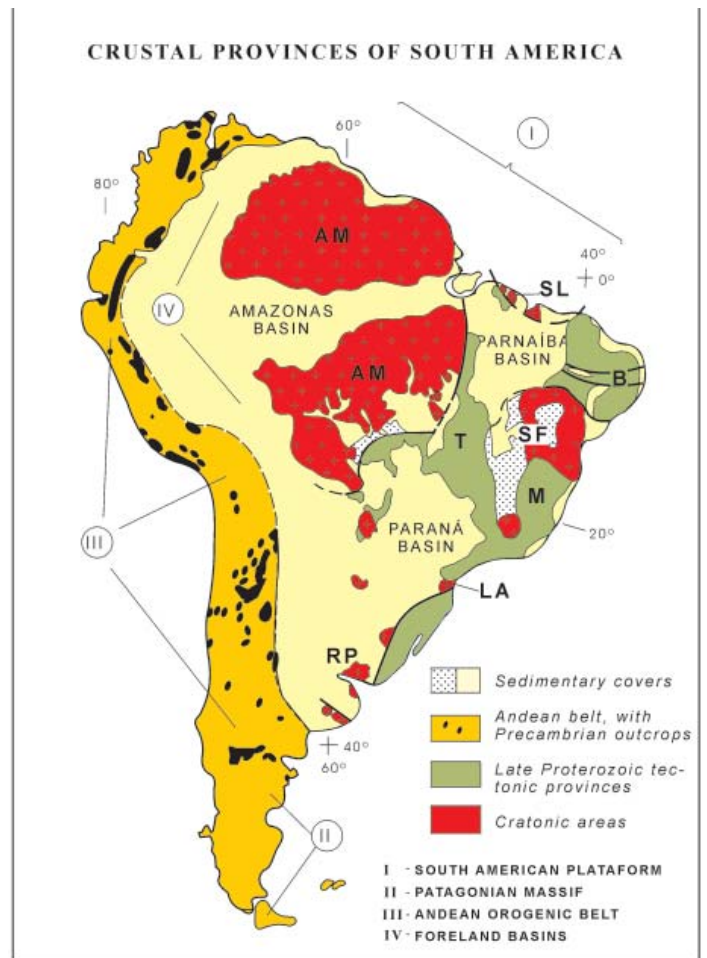 CRUSTAL PROVINCES OF SOUTH AMERICA
60°
I
80°
AM
40°
0°
SL
IV
AMAZONAS
BASIN
PARNAÍBA
BASIN
AM
B
T
SF
M
III
PARANÁ
BASIN
20°
LA
RP
Sedimentary covers
Andean belt, with
Precambrian outcrops
40°
60°
Late Proterozoic tec-
tonic provinces
II
Cratonic areas
I - SOUTH AMERICAN PLATAFORM
II - PATAGONIAN MASSIF
III - ANDEAN OROGENIC BELT
IV - FORELAND BASINS